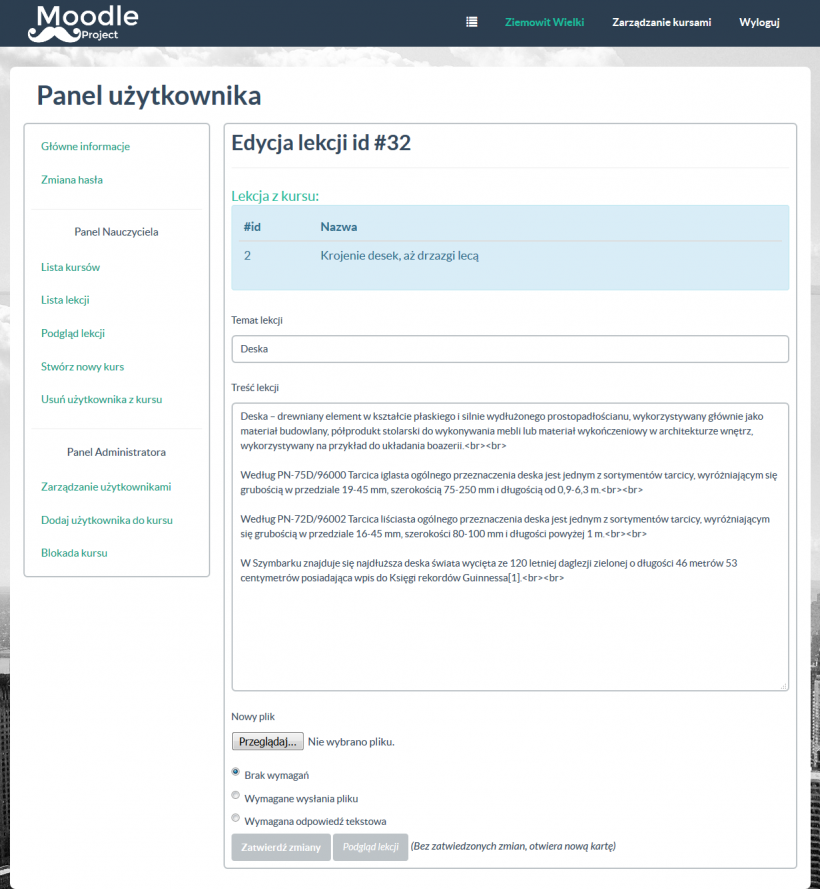 Moodle
Project
Ziemowit Wielki
Zarządzanie kursami
Wyloguj
Panel użytkownika
Główne informacje
Zmiana hasła
Panel Nauczyciela
Lista kursów
Lista lekcji
Podgląd lekcji
Stwórz nowy kurs
Usuń użytkownika z kursu
Panel Administratora
Zarządzanie użytkownikami
Dodaj użytkownika do kursu
Blokada kursu
Edycja lekcji id #32
Lekcja z kursu:
#id Nazwa
2 Krojenie desek, aż drzazgi lecą
Temat lekcji
Deska
Treść lekcji
Deska – drewniany element w kształcie płaskiego i silnie wydłużonego prostopadłościanu, wykorzystywany głównie jako
materiał budowlany, półprodukt stolarski do wykonywania mebli lub materiał wykończeniowy w architekturze wnętrz,
wykorzystywany na przykład do układania boazerii.<br><br>
Według PN-75D/96000 Tarcica iglasta ogólnego przeznaczenia deska jest jednym z sortymentów tarcicy, wyróżniającym się
grubością w przedziale 19-45 mm, szerokością 75-250 mm i długością od 0,9-6,3 m.<br><br>
Według PN-72D/96002 Tarcica liściasta ogólnego przeznaczenia deska jest jednym z sortymentów tarcicy, wyróżniającym
się grubością w przedziale 16-45 mm, szerokości 80-100 mm i długości powyżej 1 m.<br><br>
W Szymbarku znajduje się najdłuższa deska świata wycięta ze 120 letniej daglezji zielonej o długości 46 metrów 53
centymetrów posiadająca wpis do Księgi rekordów Guinnessa[1].<br><br>
Nowy plik
Przeglądaj... Nie wybrano pliku.
Brak wymagań
Wymagane wysłania pliku
Wymagana odpowiedź tekstowa
Zatwierdź zmiany Podgląd lekcji (Bez zatwiedzonych zmian, otwiera nową kartę)